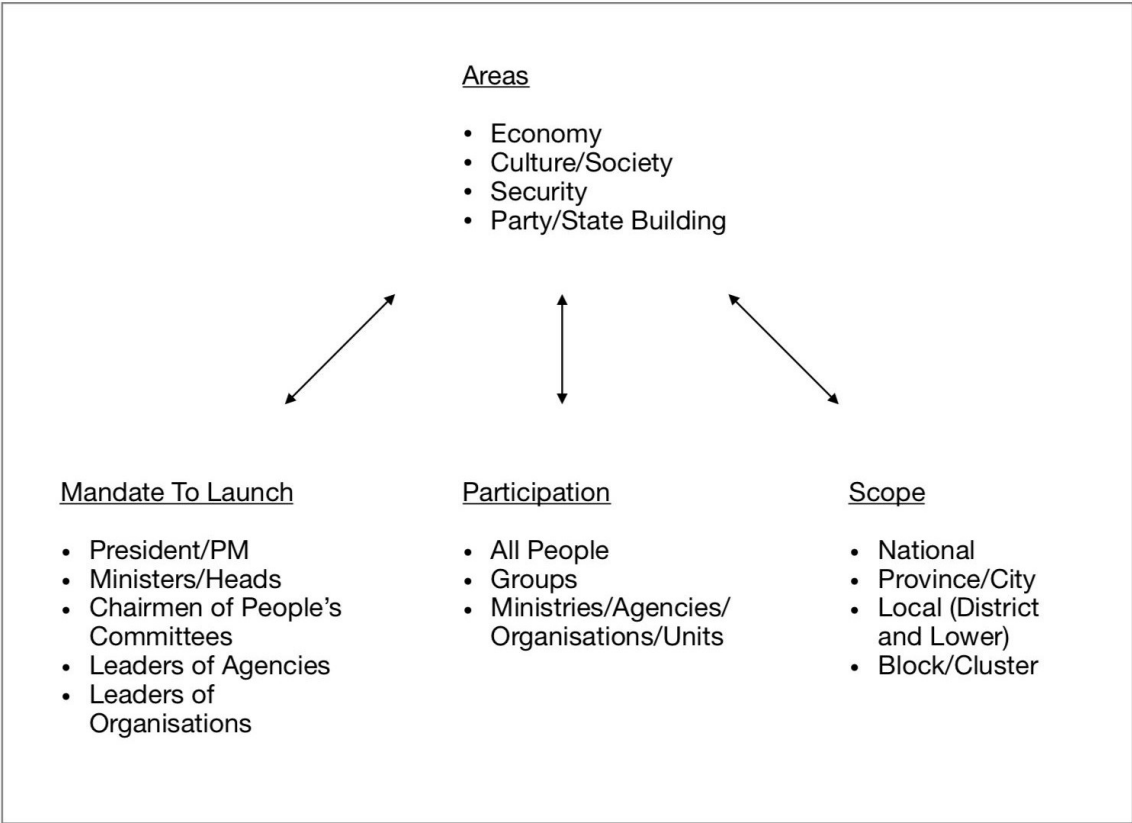 Areas
• Economy
• Culture/Society
• Security
• Party/State Building
Mandate To Launch
• President/PM
• Ministers/Heads
• Chairmen of People’s
Committees
• Leaders of Agencies
• Leaders of
Organisations
Participation
• All People
• Groups
• Ministries/Agencies/
Organisations/Units
Scope
• National
• Province/City
• Local (District
and Lower)
• Block/Cluster